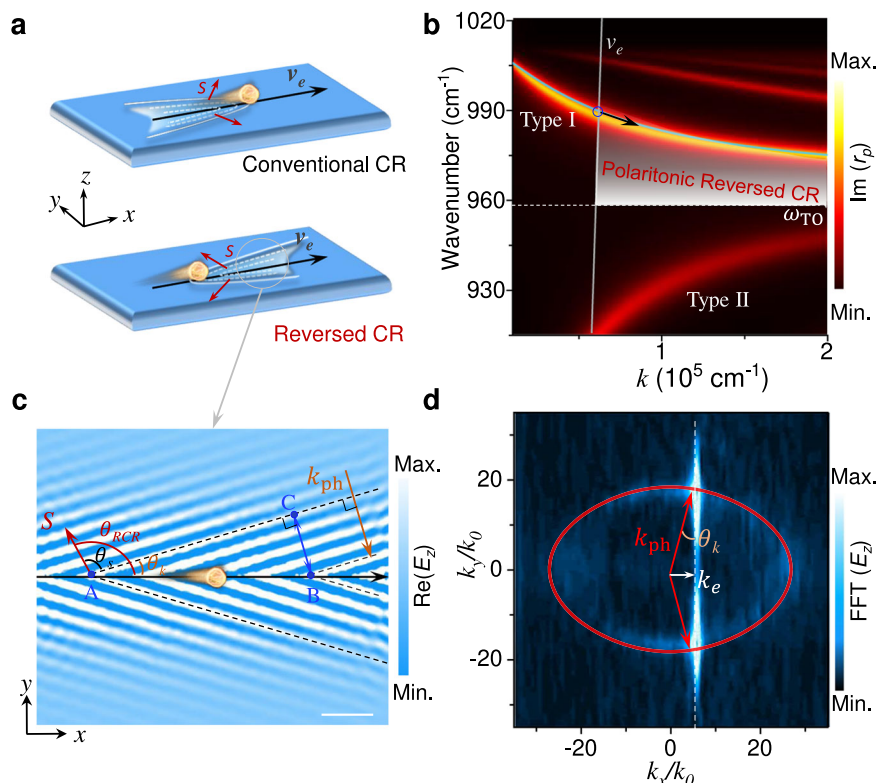 a
S
v_e
Conventional CR
z
y
x
S
v_e
Reversed CR
b
1020
990
960
930
Wavenumber (cm⁻¹)
v_e
Type I
Polaritonic Reversed CR
ω_TO
Type II
1
2
k (10⁵ cm⁻¹)
Max.
Im (r_p)
Min.
c
S
θ_RCR
θ_s
θ_k
A
B
C
k_ph
y
x
Max.
Re(E_z)
Min.
d
20
0
-20
k_y/k_0
k_ph
θ_k
k_e
-20
0
20
k_x/k_0
Max.
FFT (E_z)
Min.